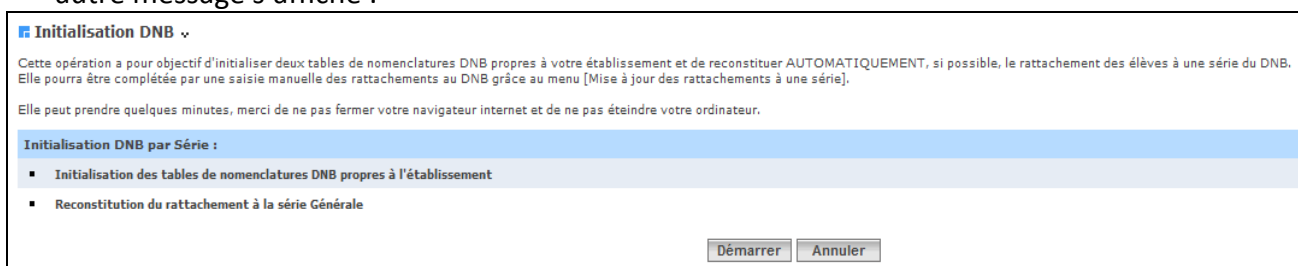 autre message s'affiche :
Initialisation DNB
Cette opération a pour objectif d'initialiser deux tables de nomenclatures DNB propres à votre établissement et de reconstituer AUTOMATIQUEMENT, si possible, le rattachement des élèves à une série du DNB.
Elle pourra être complétée par une saisie manuelle des rattachements au DNB grâce au menu [Mise à jour des rattachements à une série].
Elle peut prendre quelques minutes, merci de ne pas fermer votre navigateur internet et de ne pas éteindre votre ordinateur.
Initialisation DNB par Série :
▪ Initialisation des tables de nomenclatures DNB propres à l'établissement
▪ Reconstitution du rattachement à la série Générale
Démarrer Annuler